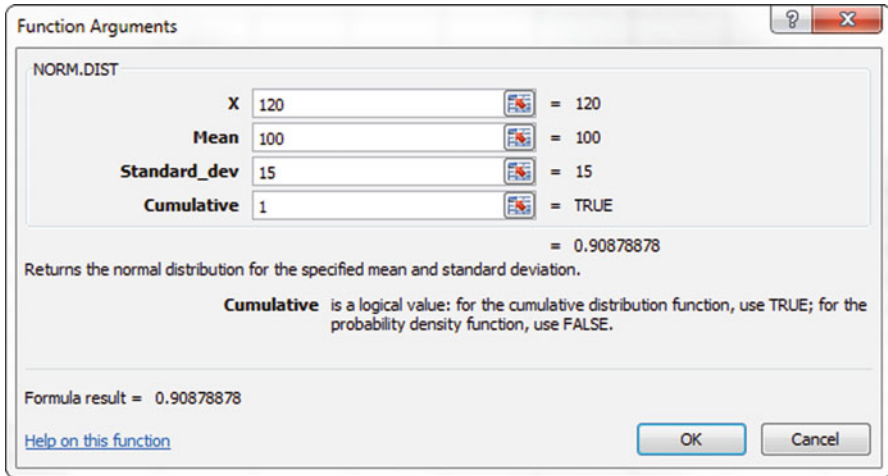 Function Arguments
?
X
NORM.DIST
X 120 = 120
Mean 100 = 100
Standard_dev 15 = 15
Cumulative 1 = TRUE
= 0.90878878
Returns the normal distribution for the specified mean and standard deviation.
Cumulative is a logical value: for the cumulative distribution function, use TRUE; for the
probability density function, use FALSE.
Formula result = 0.90878878
Help on this function
OK
Cancel